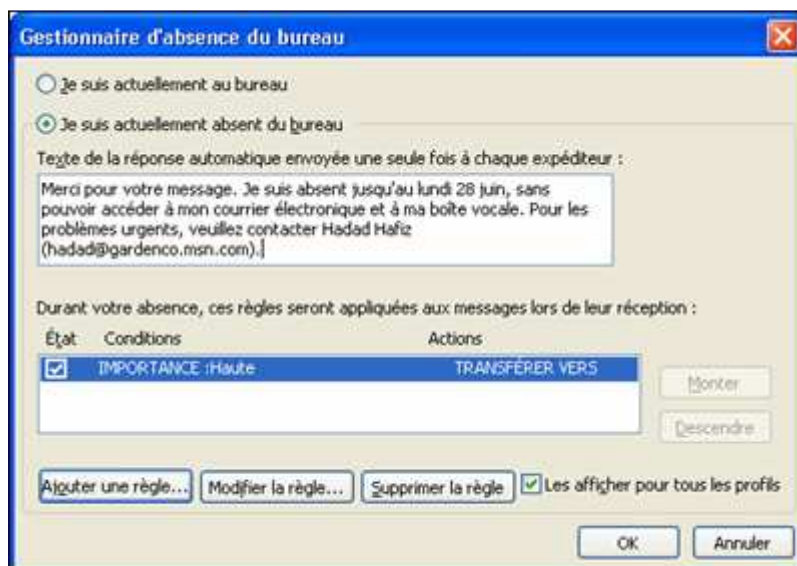 Gestionnaire d'absence du bureau
Je suis actuellement au bureau
Je suis actuellement absent du bureau
Texte de la réponse automatique envoyée une seule fois à chaque expéditeur :
Merci pour votre message. Je suis absent jusqu'au lundi 28 juin, sans
pouvoir accéder à mon courrier électronique et à ma boîte vocale. Pour les
problèmes urgents, veuillez contacter Hadad Hafiz
(hadad@gardenco.msn.com).
Durant votre absence, ces règles seront appliquées aux messages lors de leur réception :
État Conditions Actions
IMPORTANCE :Haute TRANSFÉRER VERS
Monter
Descendre
Ajouter une règle... Modifier la règle... Supprimer la règle Les afficher pour tous les profils
OK Annuler